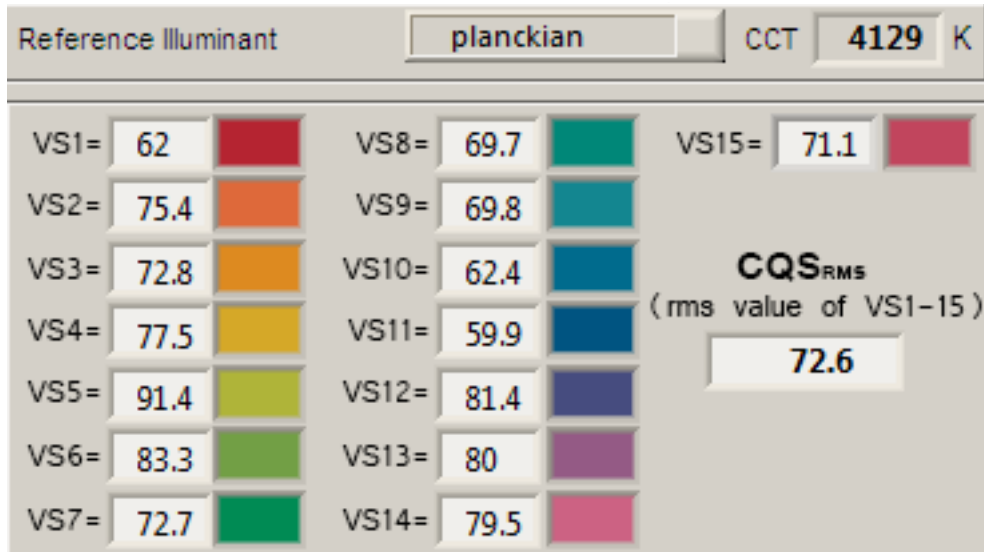 Reference Illuminant planckian CCT 4129 K
VS1= 62 VS8= 69.7 VS15= 71.1
VS2= 75.4 VS9= 69.8
VS3= 72.8 VS10= 62.4 CQSRMS
(rms value of VS1-15)
VS4= 77.5 VS11= 59.9 72.6
VS5= 91.4 VS12= 81.4
VS6= 83.3 VS13= 80
VS7= 72.7 VS14= 79.5